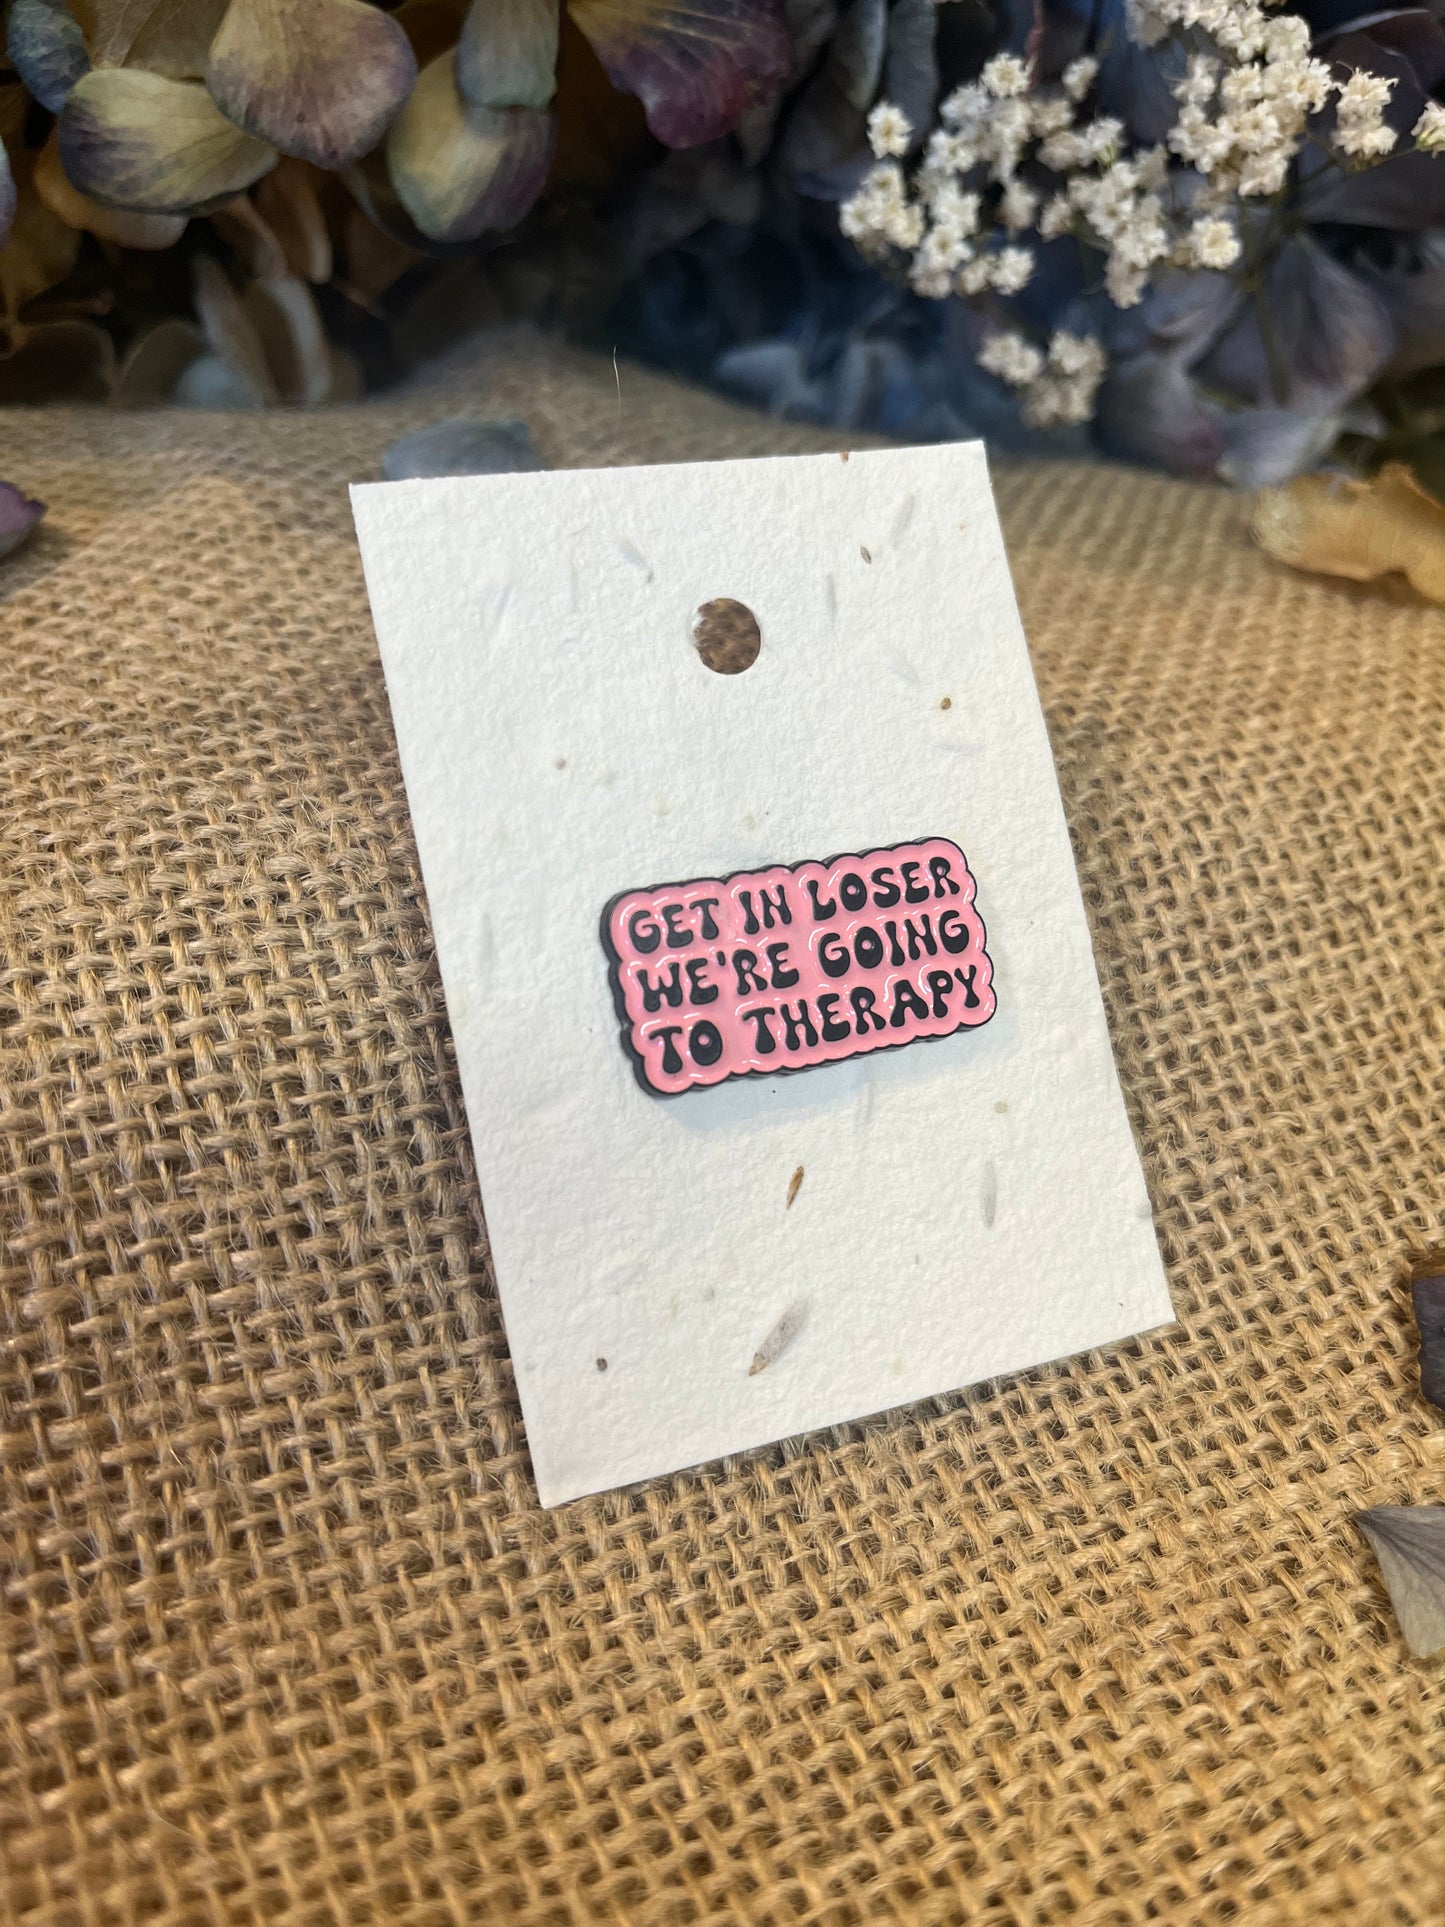 GET IN LOSER
WE'RE GOING
TO THERAPY